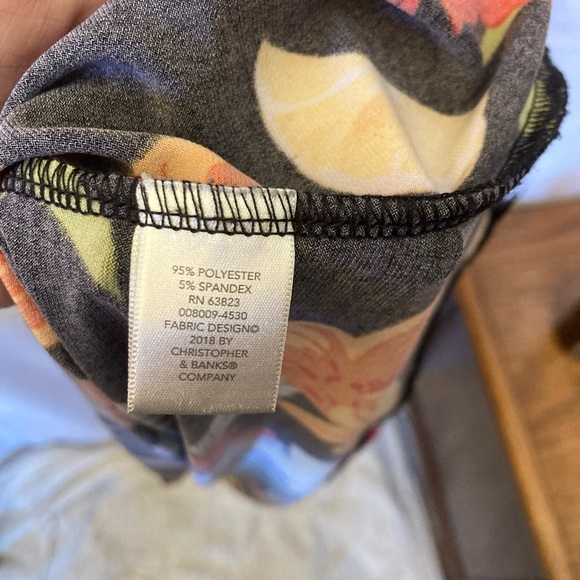 95% POLYESTER
5% SPANDEX
RN 63823
008009-4530
FABRIC DESIGN©
2018 BY
CHRISTOPHER
& BANKS®
COMPANY